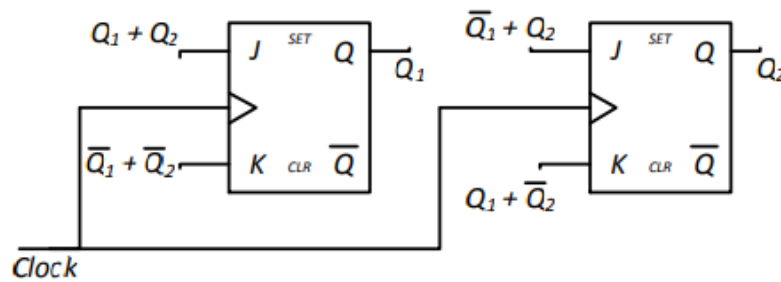 Q₁ + Q₂
J SET Q
Q₁
Q̅₁ + Q₂
J SET Q
Q₂
Q̅₁ + Q̅₂
K CLR Q̅
K CLR Q̅
Q₁ + Q̅₂
Clock